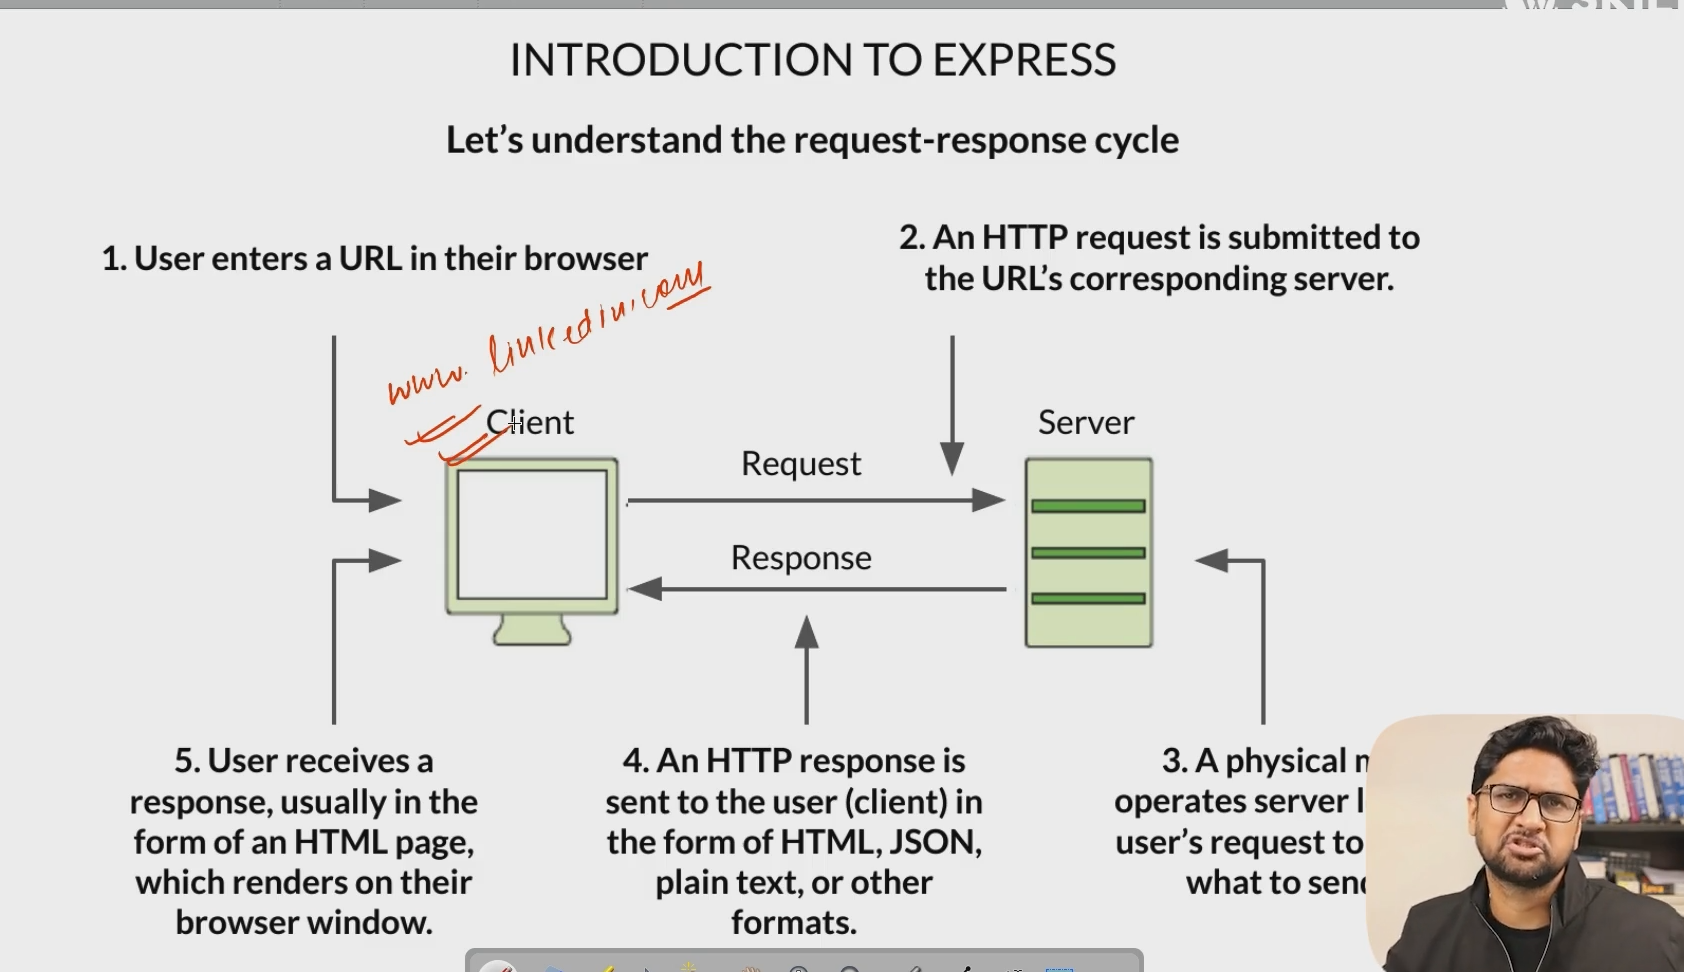 INTRODUCTION TO EXPRESS
Let's understand the request-response cycle
1. User enters a URL in their browser
2. An HTTP request is submitted to
the URL's corresponding server.
www. linkedin.com
Client
Server
Request
Response
5. User receives a
response, usually in the
form of an HTML page,
which renders on their
browser window.
4. An HTTP response is
sent to the user (client) in
the form of HTML, JSON,
plain text, or other
formats.
3. A physical
operates server
user's request to
what to